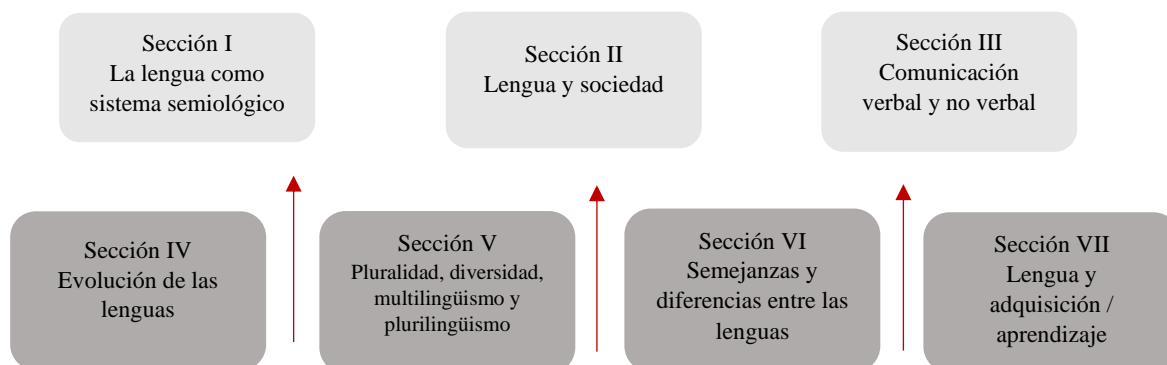 Sección I
La lengua como
sistema semiológico
Sección II
Lengua y sociedad
Sección III
Comunicación
verbal y no verbal
Sección IV
Evolución de las
lenguas
Sección V
Pluralidad, diversidad,
multilingüismo y
plurilingüismo
Sección VI
Semejanzas y
diferencias entre las
lenguas
Sección VII
Lengua y
adquisición /
aprendizaje